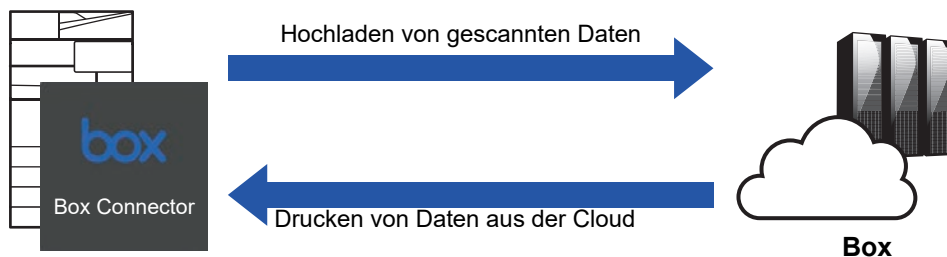 Hochladen von gescannten Daten
box
Box Connector
Drucken von Daten aus der Cloud
Box